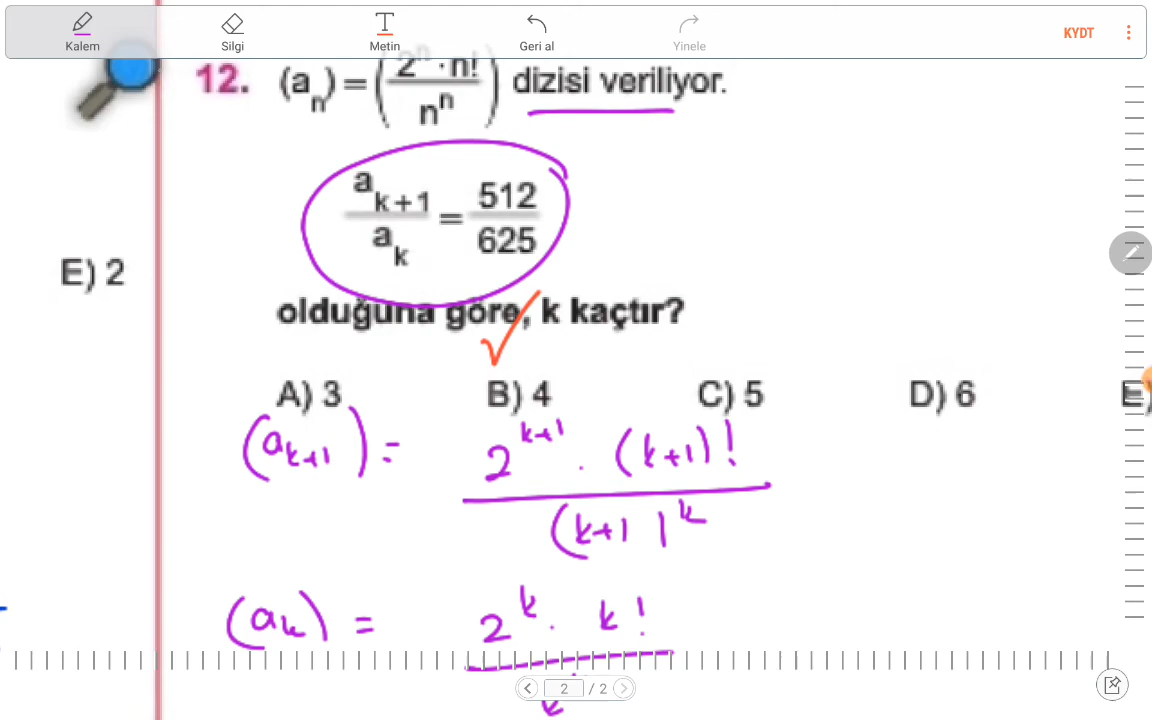 Kalem Silgi Metin Geri al Yinele KYDT
12. (aₙ) = (2ⁿ · n! / nⁿ) dizisi veriliyor.
aₖ₊₁ / aₖ = 512 / 625
E) 2
olduğuna göre, k kaçtır?
A) 3 B) 4 C) 5 D) 6 E)
(aₖ₊₁) = 2ᵏ⁺¹ · (k+1)! / (k+1)ᵏ
(aₖ) = 2ᵏ · k! / k
2 / 2